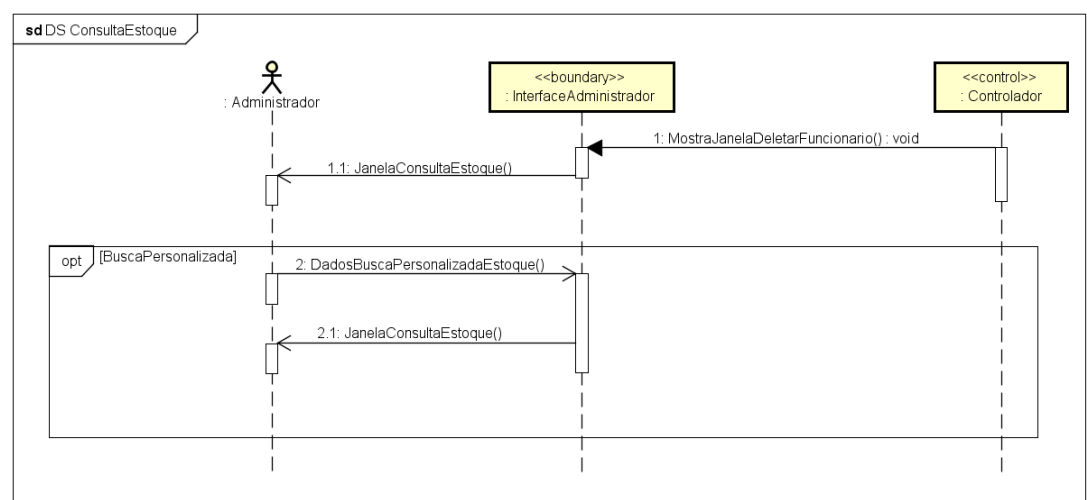 sd DS ConsultaEstoque
: Administrador
<<boundary>>
: InterfaceAdministrador
<<control>>
: Controlador
1: MostraJanelaDeletarFuncionario() : void
1.1: JanelaConsultaEstoque()
opt [BuscaPersonalizada]
2: DadosBuscaPersonalizadaEstoque()
2.1: JanelaConsultaEstoque()